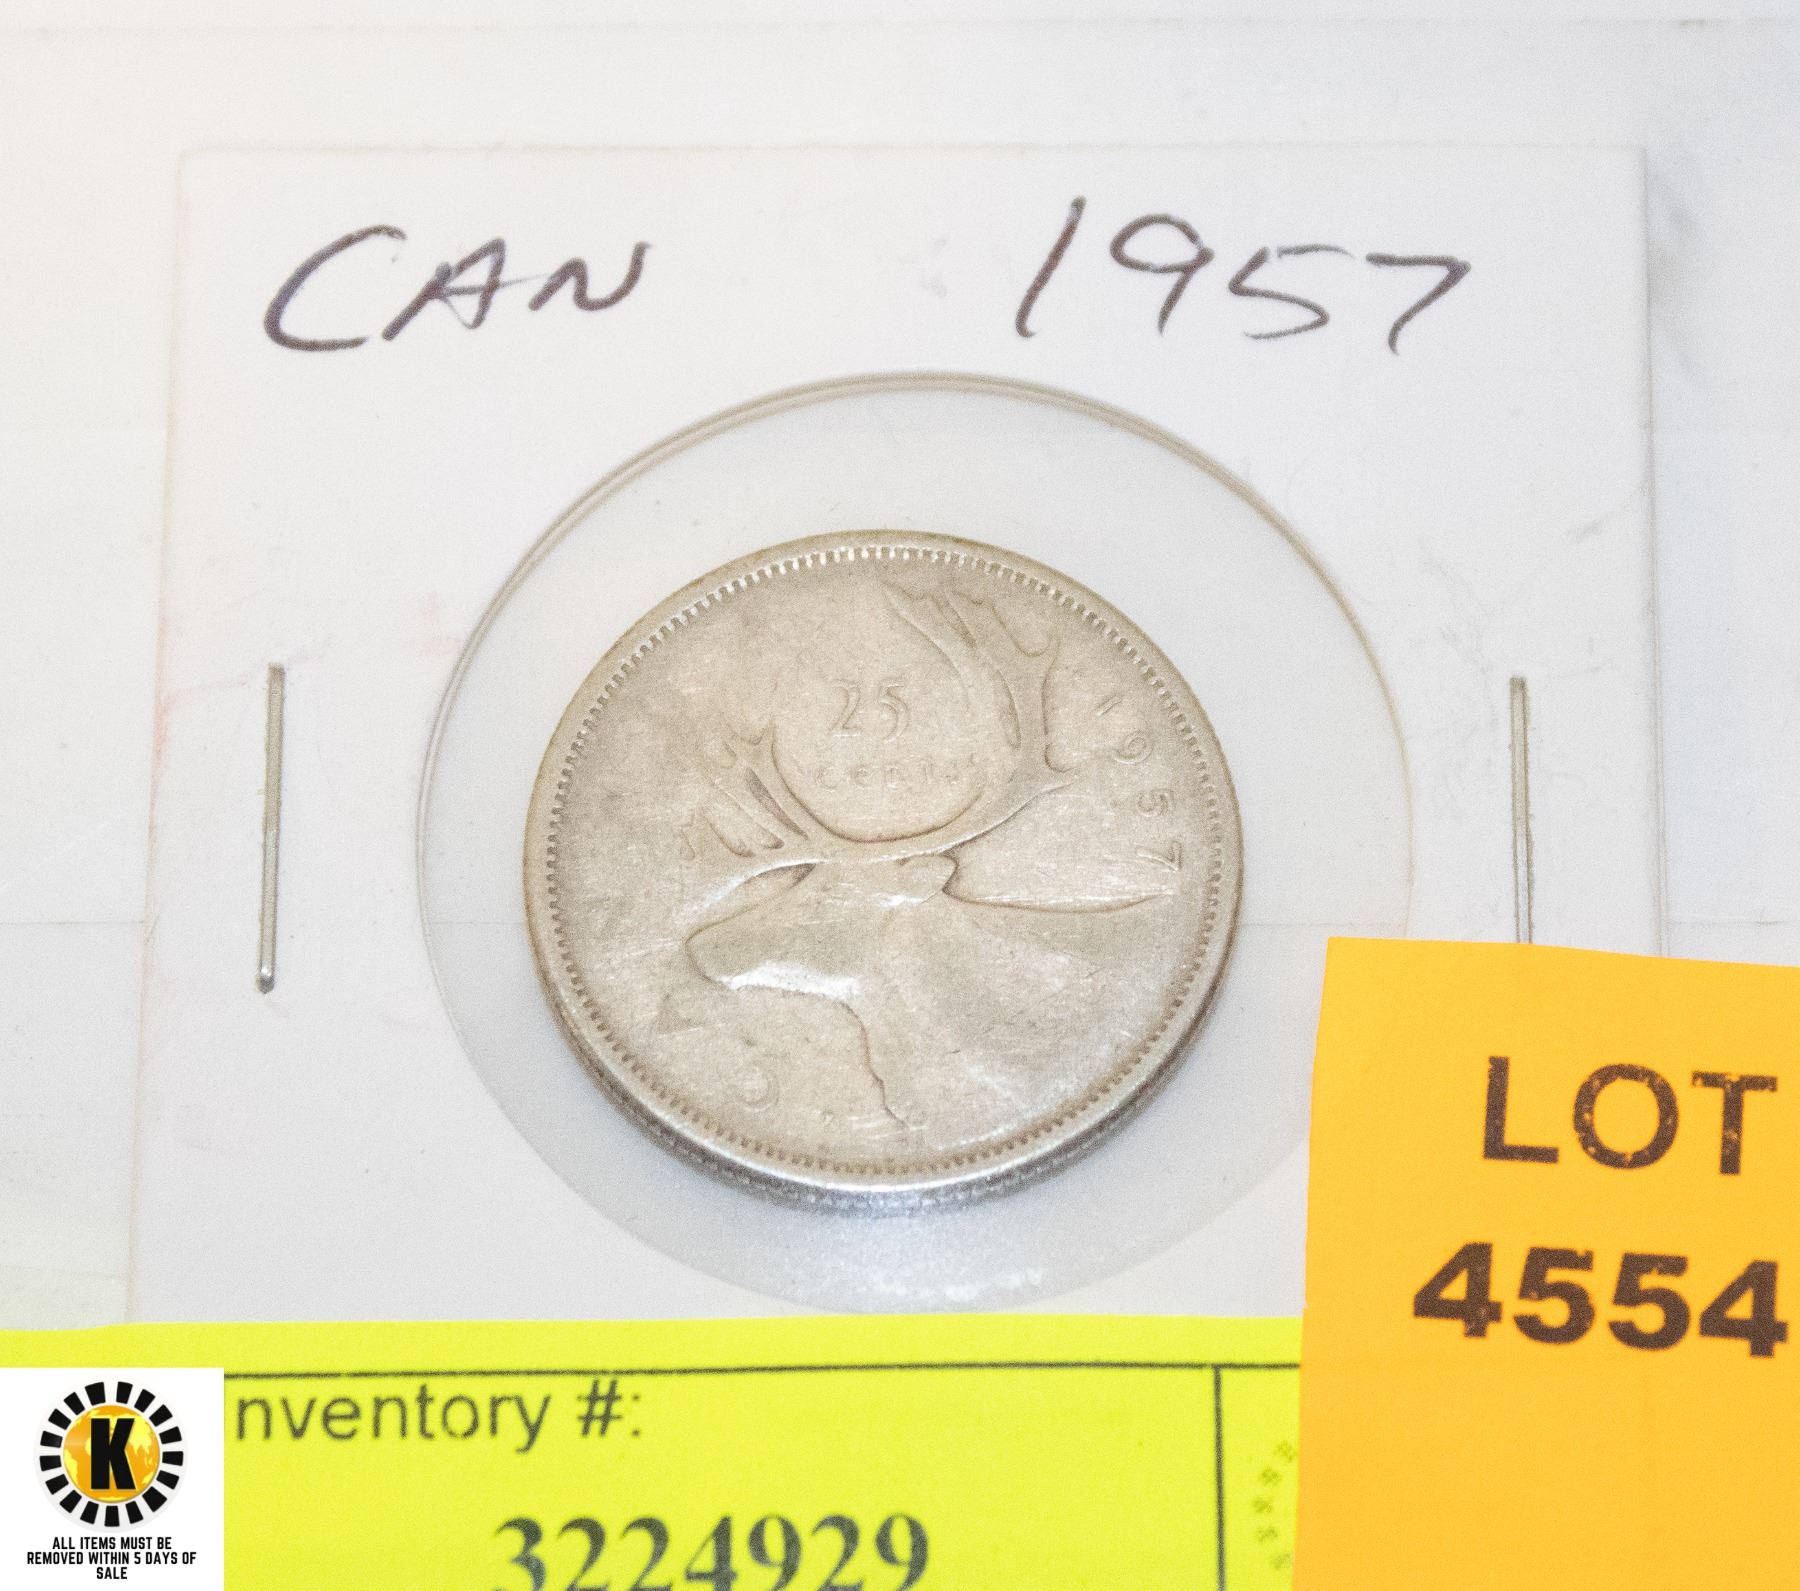 CAN 1957
25
CENTS
1957
LOT
4554
nventory #:
3224929
K
ALL ITEMS MUST BE
REMOVED WITHIN 5 DAYS OF
SALE